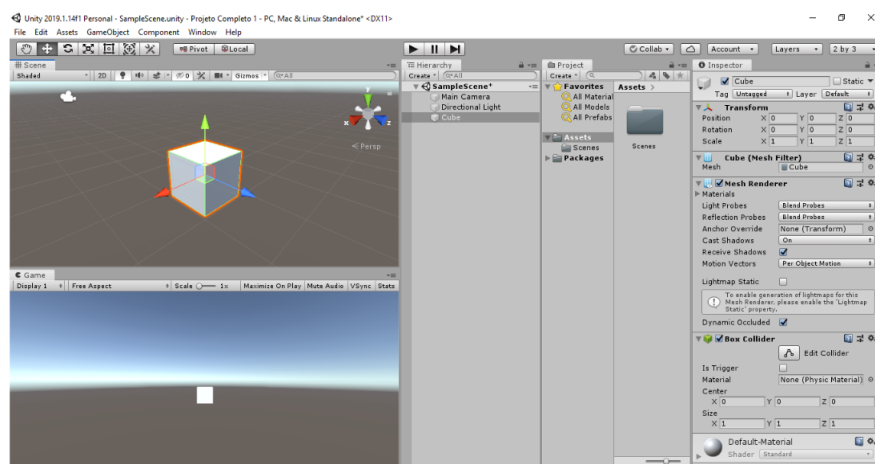 Unity 2019.1.14f1 Personal - SampleScene.unity - Projeto Completo 1 - PC, Mac & Linux Standalone* <DX11>
File Edit Assets GameObject Component Window Help
Pivot Local Collab Account Layers 2 by 3
Scene
Shaded 2D 0 Gizmos All
y
x z
Persp
Game
Display 1 Free Aspect Scale 1x Maximize On Play Mute Audio VSync Stats
Hierarchy
Create All
SampleScene*
Main Camera
Directional Light
Cube
Project
Create
Favorites
All Material
All Models
All Prefabs
Assets
Scenes
Packages
Assets
Scenes
Inspector
Cube Static
Tag Untagged Layer Default
Transform
Position X 0 Y 0 Z 0
Rotation X 0 Y 0 Z 0
Scale X 1 Y 1 Z 1
Cube (Mesh Filter)
Mesh Cube
Mesh Renderer
Materials
Light Probes Blend Probes
Reflection Probes Blend Probes
Anchor Override None (Transform)
Cast Shadows On
Receive Shadows
Motion Vectors Per Object Motion
Lightmap Static
To enable generation of lightmaps for this
Mesh Renderer, please enable the 'Lightmap
Static' property.
Dynamic Occluded
Box Collider
Edit Collider
Is Trigger
Material None (Physic Material)
Center
X 0 Y 0 Z 0
Size
X 1 Y 1 Z 1
Default-Material
Shader Standard